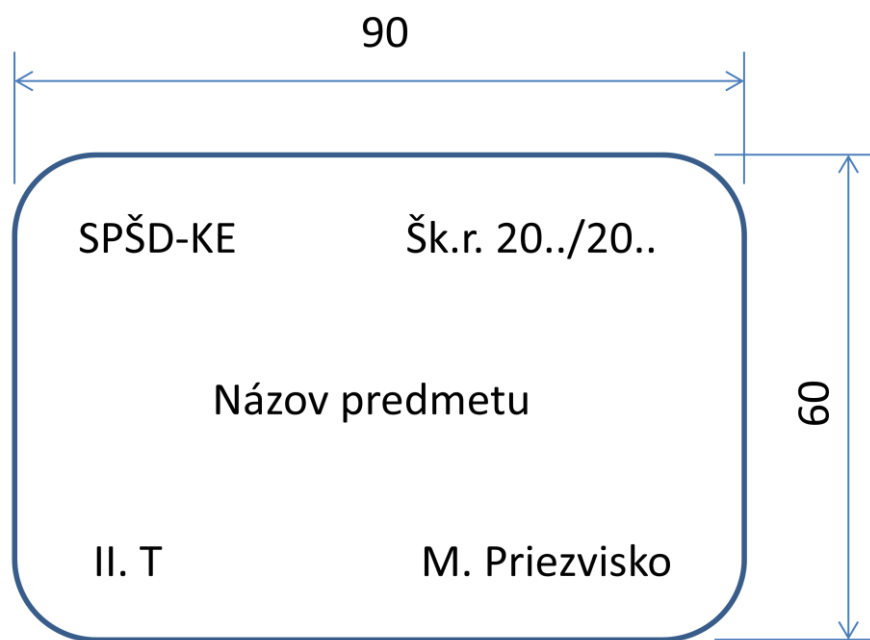 90
SPŠD-KE Šk.r. 20../20..
Názov predmetu
60
II. T M. Priezvisko